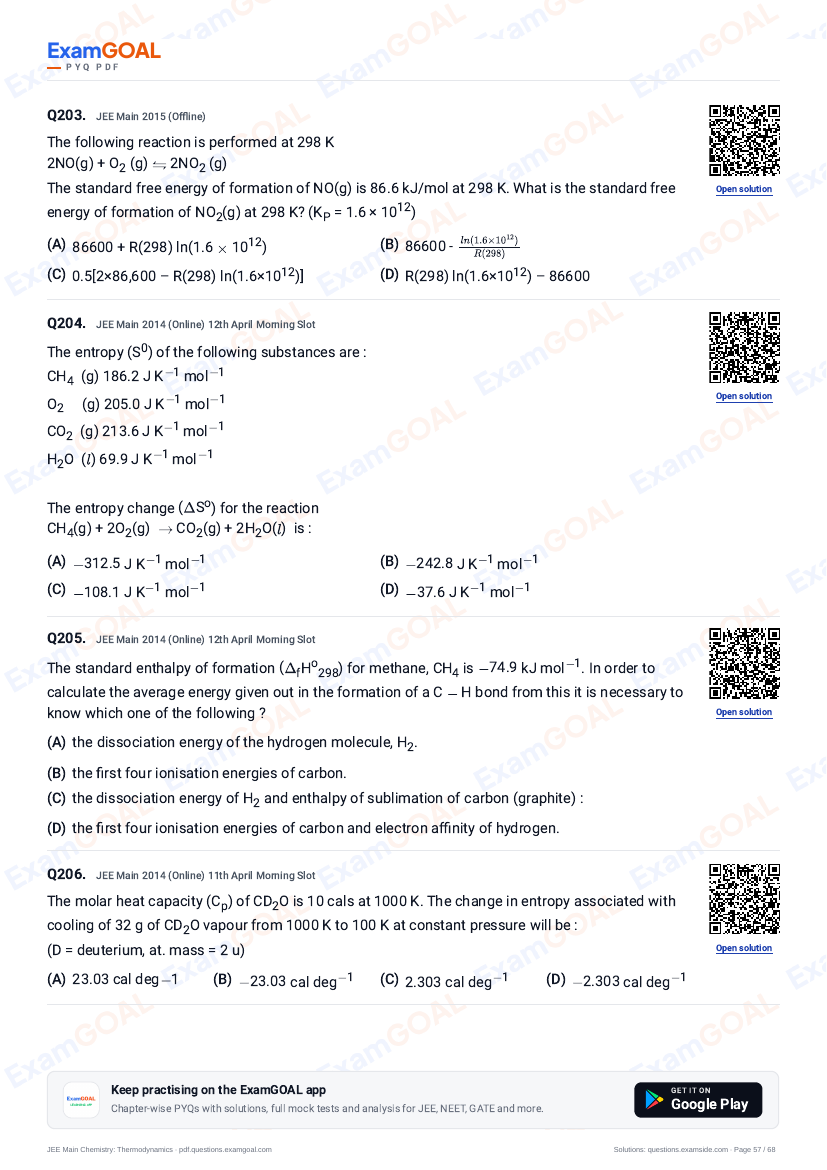 ExamGOAL
PYQ PDF
Q203. JEE Main 2015 (Offline)
Open solution
The following reaction is performed at 298 K
2NO(g) + O₂ (g) ⇋ 2NO₂ (g)
The standard free energy of formation of NO(g) is 86.6 kJ/mol at 298 K. What is the standard free
energy of formation of NO₂(g) at 298 K? (K_P = 1.6 × 10¹²)
(A) 86600 + R(298) ln(1.6 × 10¹²)
(B) 86600 - ln(1.6×10¹²)/R(298)
(C) 0.5[2×86,600 – R(298) ln(1.6×10¹²)]
(D) R(298) ln(1.6×10¹²) – 86600
Q204. JEE Main 2014 (Online) 12th April Morning Slot
Open solution
The entropy (S⁰) of the following substances are :
CH₄ (g) 186.2 J K⁻¹ mol⁻¹
O₂ (g) 205.0 J K⁻¹ mol⁻¹
CO₂ (g) 213.6 J K⁻¹ mol⁻¹
H₂O (l) 69.9 J K⁻¹ mol⁻¹
The entropy change (ΔS°) for the reaction
CH₄(g) + 2O₂(g) → CO₂(g) + 2H₂O(l) is :
(A) –312.5 J K⁻¹ mol⁻¹
(B) –242.8 J K⁻¹ mol⁻¹
(C) –108.1 J K⁻¹ mol⁻¹
(D) –37.6 J K⁻¹ mol⁻¹
Q205. JEE Main 2014 (Online) 12th April Morning Slot
Open solution
The standard enthalpy of formation (Δ_fH°₂₉₈) for methane, CH₄ is –74.9 kJ mol⁻¹. In order to
calculate the average energy given out in the formation of a C – H bond from this it is necessary to
know which one of the following ?
(A) the dissociation energy of the hydrogen molecule, H₂.
(B) the first four ionisation energies of carbon.
(C) the dissociation energy of H₂ and enthalpy of sublimation of carbon (graphite) :
(D) the first four ionisation energies of carbon and electron affinity of hydrogen.
Q206. JEE Main 2014 (Online) 11th April Morning Slot
Open solution
The molar heat capacity (C_p) of CD₂O is 10 cals at 1000 K. The change in entropy associated with
cooling of 32 g of CD₂O vapour from 1000 K to 100 K at constant pressure will be :
(D = deuterium, at. mass = 2 u)
(A) 23.03 cal deg–1
(B) –23.03 cal deg⁻¹
(C) 2.303 cal deg⁻¹
(D) –2.303 cal deg⁻¹
Keep practising on the ExamGOAL app
Chapter-wise PYQs with solutions, full mock tests and analysis for JEE, NEET, GATE and more.
GET IT ON
Google Play
JEE Main Chemistry: Thermodynamics · pdf.questions.examgoal.com
Solutions: questions.examside.com · Page 57 / 68